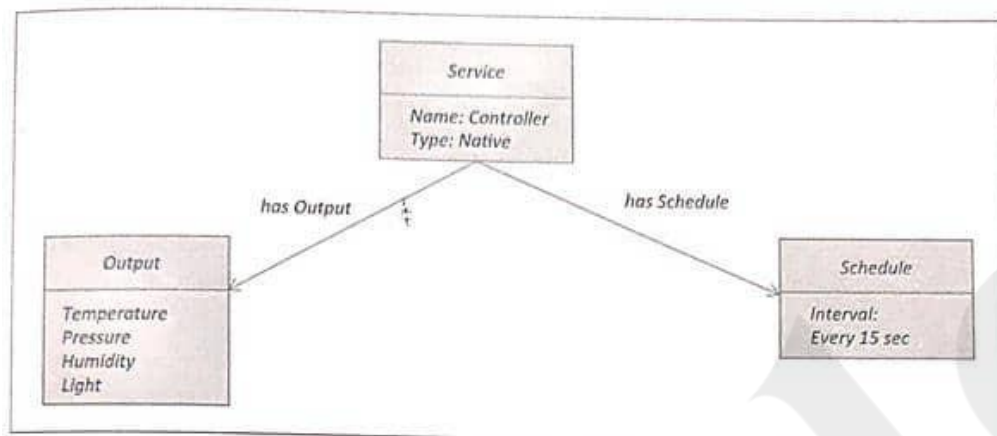 Service
Name: Controller
Type: Native
has Output
has Schedule
Output
Temperature
Pressure
Humidity
Light
Schedule
Interval:
Every 15 sec